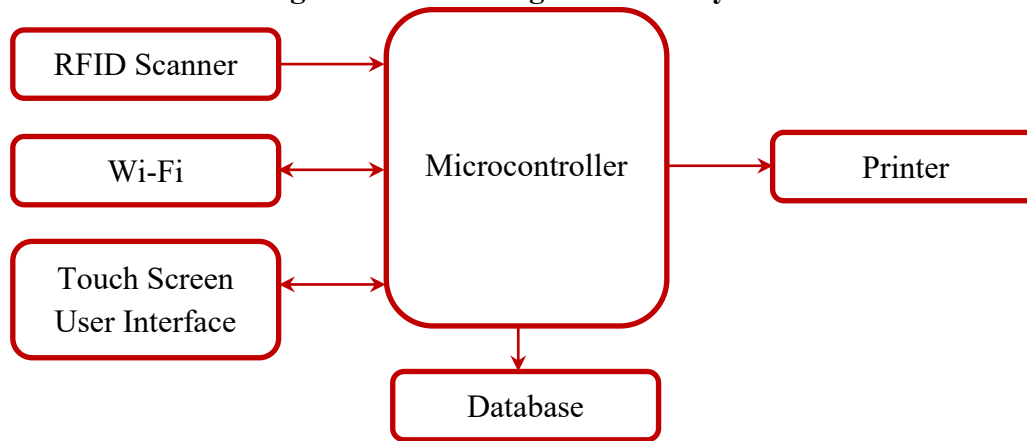 RFID Scanner
Wi-Fi
Microcontroller
Printer
Touch Screen
User Interface
Database